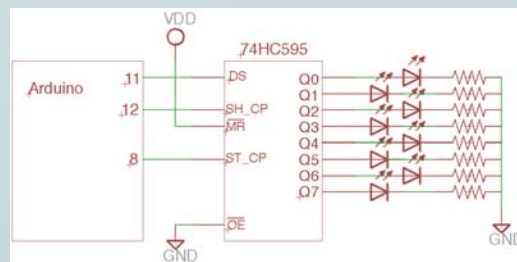 VDD
74HC595
Arduino
11
DS
Q0
Q1
12
SH_CP
Q2
MR
Q3
Q4
8
ST_CP
Q5
Q6
Q7
OE
GND
GND